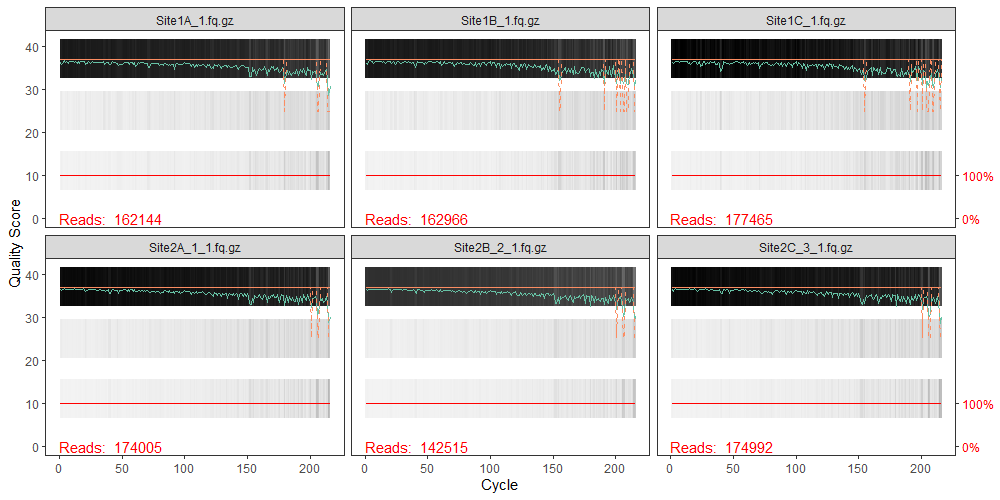 Site1A_1.fq.gz
Site1B_1.fq.gz
Site1C_1.fq.gz
40
30
20
10
0
Reads: 162144
Reads: 162966
Reads: 177465
100%
0%
Quality Score
Site2A_1_1.fq.gz
Site2B_2_1.fq.gz
Site2C_3_1.fq.gz
40
30
20
10
0
Reads: 174005
Reads: 142515
Reads: 174992
100%
0%
0 50 100 150 200
0 50 100 150 200
0 50 100 150 200
Cycle